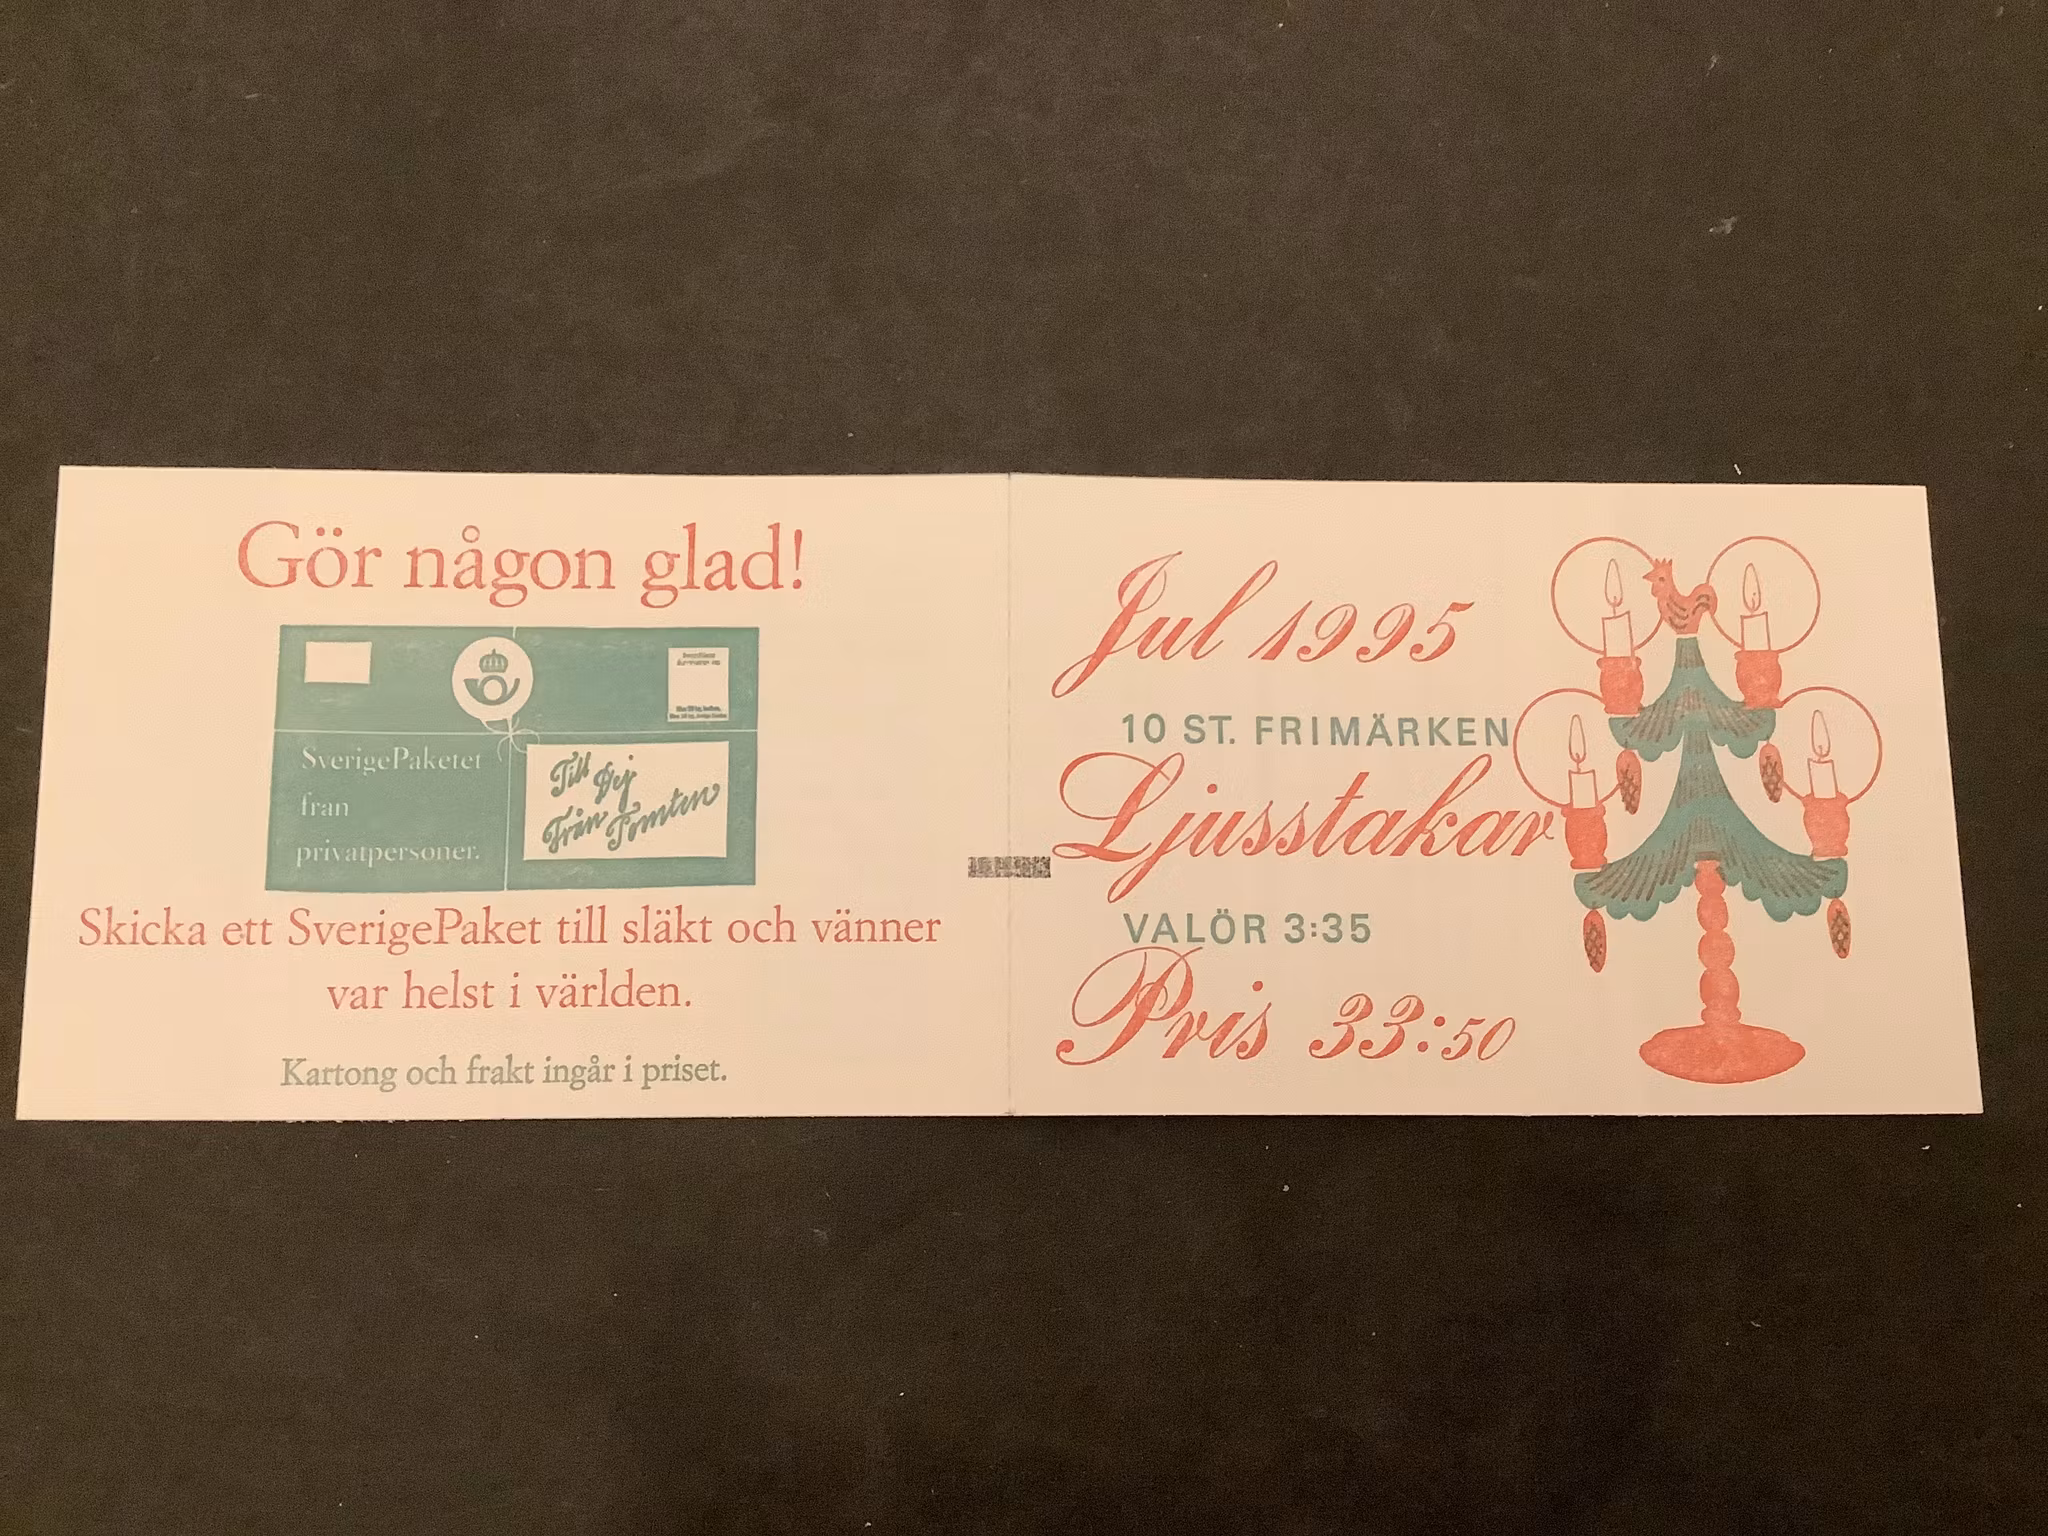 Gör någon glad!
SverigePaketet
från
privatpersoner.
Till Dej
Från Tomten
Skicka ett SverigePaket till släkt och vänner
var helst i världen.
Kartong och frakt ingår i priset.
Jul 1995
10 ST. FRIMÄRKEN
Ljusstakar
VALÖR 3:35
Pris 33:50